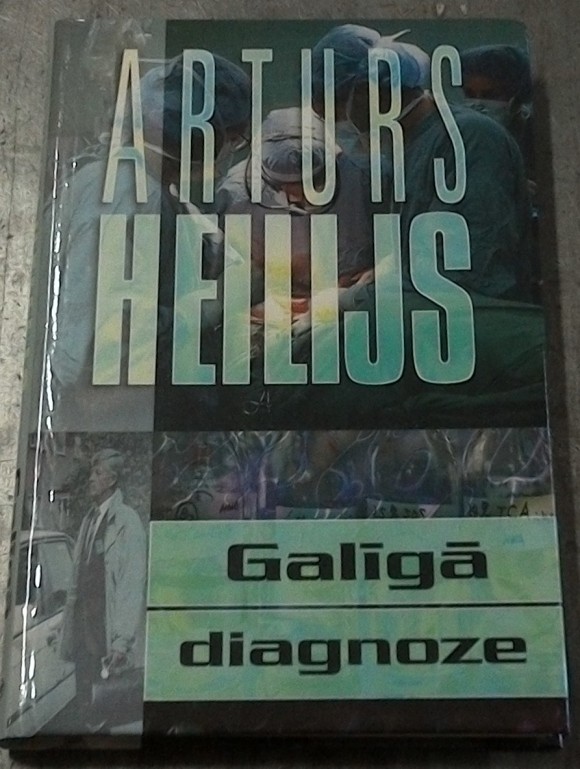 ARTURS
HEILIJS
Galīgā
diagnoze